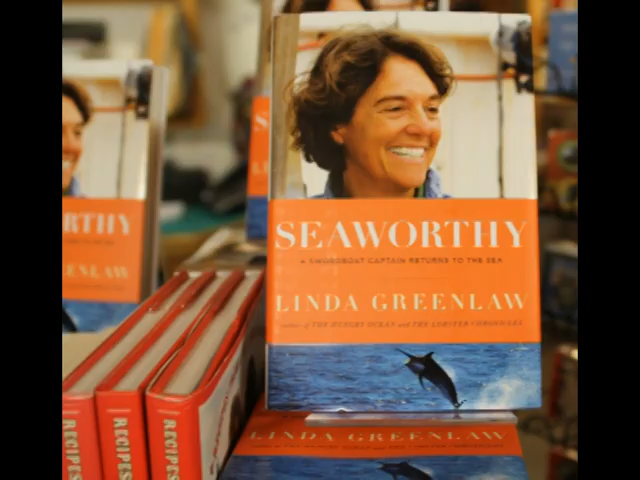 SEAWORTHY
A SWORDBOAT CAPTAIN RETURNS TO THE SEA
LINDA GREENLAW
author of THE HUNGRY OCEAN and THE LOBSTER CHRONICLES
RTHY
ENLAW
S
L
RECIPES
RECIPES
RECIPES
LINDA GREENLAW